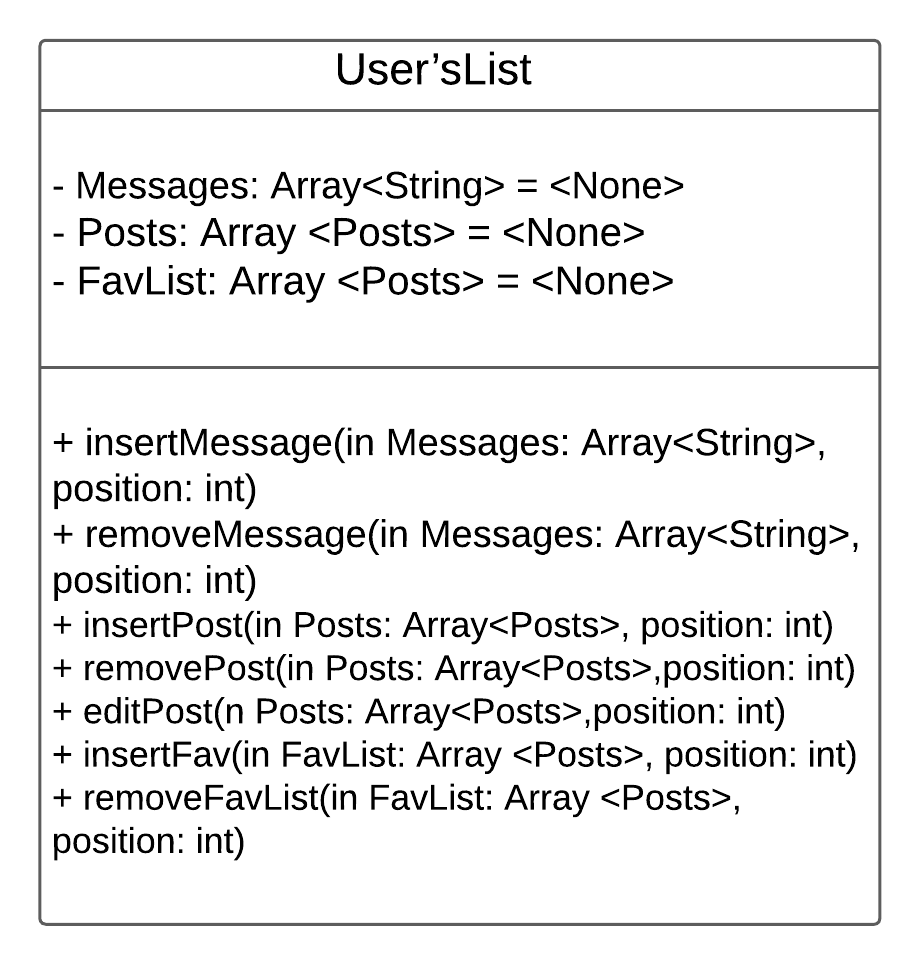 User’sList
- Messages: Array<String> = <None>
- Posts: Array <Posts> = <None>
- FavList: Array <Posts> = <None>
+ insertMessage(in Messages: Array<String>,
position: int)
+ removeMessage(in Messages: Array<String>,
position: int)
+ insertPost(in Posts: Array<Posts>, position: int)
+ removePost(in Posts: Array<Posts>,position: int)
+ editPost(n Posts: Array<Posts>,position: int)
+ insertFav(in FavList: Array <Posts>, position: int)
+ removeFavList(in FavList: Array <Posts>,
position: int)